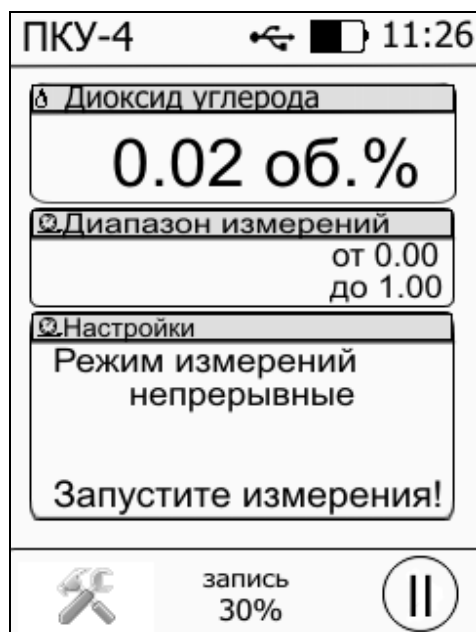 ПКУ-4 11:26
Диоксид углерода
0.02 об.%
Диапазон измерений
от 0.00
до 1.00
Настройки
Режим измерений
непрерывные
Запустите измерения!
запись
30%